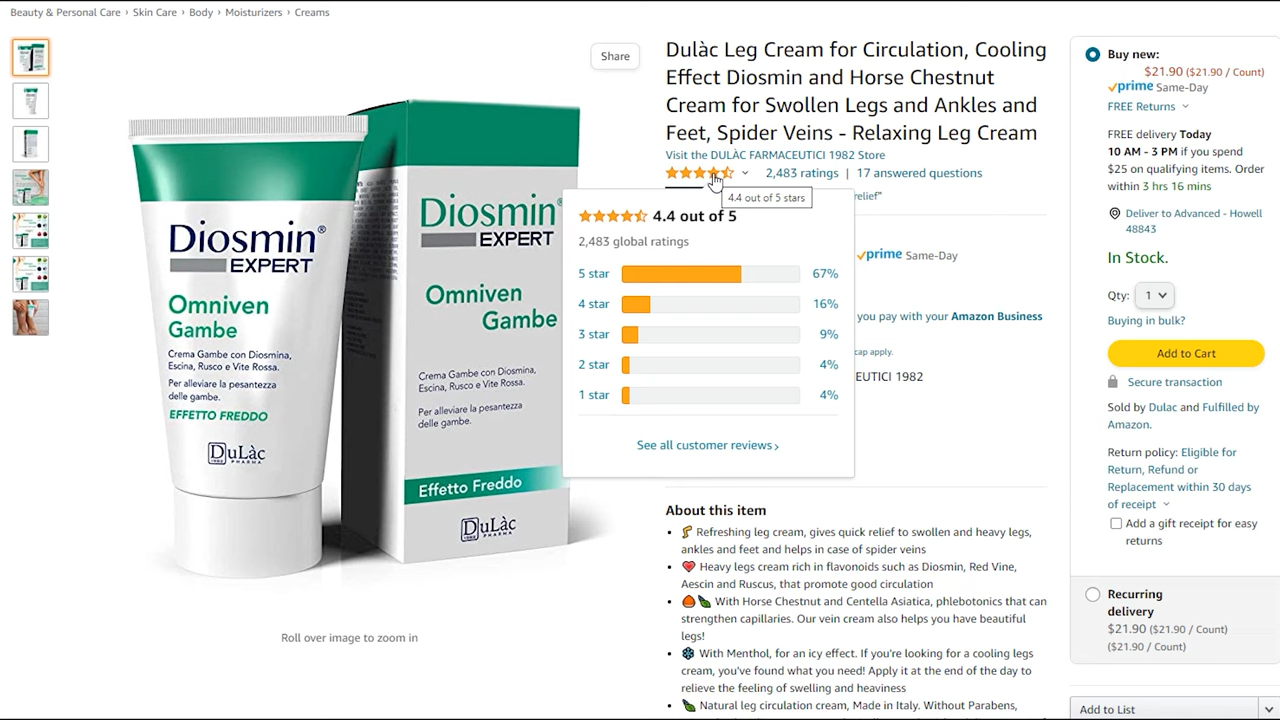 Beauty & Personal Care › Skin Care › Body › Moisturizers › Creams
Share
Diosmin®
EXPERT
Omniven
Gambe
Crema Gambe con Diosmina,
Escina, Rusco e Vite Rossa.
Per alleviare la pesantezza
delle gambe.
EFFETTO FREDDO
DuLàc
PHARMA
Diosmin®
EXPERT
Omniven
Gambe
Crema Gambe con Diosmina,
Escina, Rusco e Vite Rossa.
Per alleviare la pesantezza
delle gambe.
Effetto Freddo
DuLàc
PHARMA
Roll over image to zoom in
Dulàc Leg Cream for Circulation, Cooling
Effect Diosmin and Horse Chestnut
Cream for Swollen Legs and Ankles and
Feet, Spider Veins - Relaxing Leg Cream
Visit the DULÀC FARMACEUTICI 1982 Store
2,483 ratings | 17 answered questions
4.4 out of 5 stars
relief"
4.4 out of 5
2,483 global ratings
5 star 67%
4 star 16%
3 star 9%
2 star 4%
1 star 4%
See all customer reviews ›
prime Same-Day
you pay with your Amazon Business
cap apply.
EUTICI 1982
About this item
• Refreshing leg cream, gives quick relief to swollen and heavy legs,
ankles and feet and helps in case of spider veins
• Heavy legs cream rich in flavonoids such as Diosmin, Red Vine,
Aescin and Ruscus, that promote good circulation
• With Horse Chestnut and Centella Asiatica, phlebotonics that can
strengthen capillaries. Our vein cream also helps you have beautiful
legs!
• With Menthol, for an icy effect. If you're looking for a cooling legs
cream, you've found what you need! Apply it at the end of the day to
relieve the feeling of swelling and heaviness
• Natural leg circulation cream, Made in Italy. Without Parabens,
Buy new:
$21.90 ($21.90 / Count)
prime Same-Day
FREE Returns
FREE delivery Today
10 AM - 3 PM if you spend
$25 on qualifying items. Order
within 3 hrs 16 mins
Deliver to Advanced - Howell
48843
In Stock.
Qty: 1
Buying in bulk?
Add to Cart
Secure transaction
Sold by Dulac and Fulfilled by
Amazon.
Return policy: Eligible for
Return, Refund or
Replacement within 30 days
of receipt
Add a gift receipt for easy
returns
Recurring
delivery
$21.90 ($21.90 / Count)
($21.90 / Count)
Add to List